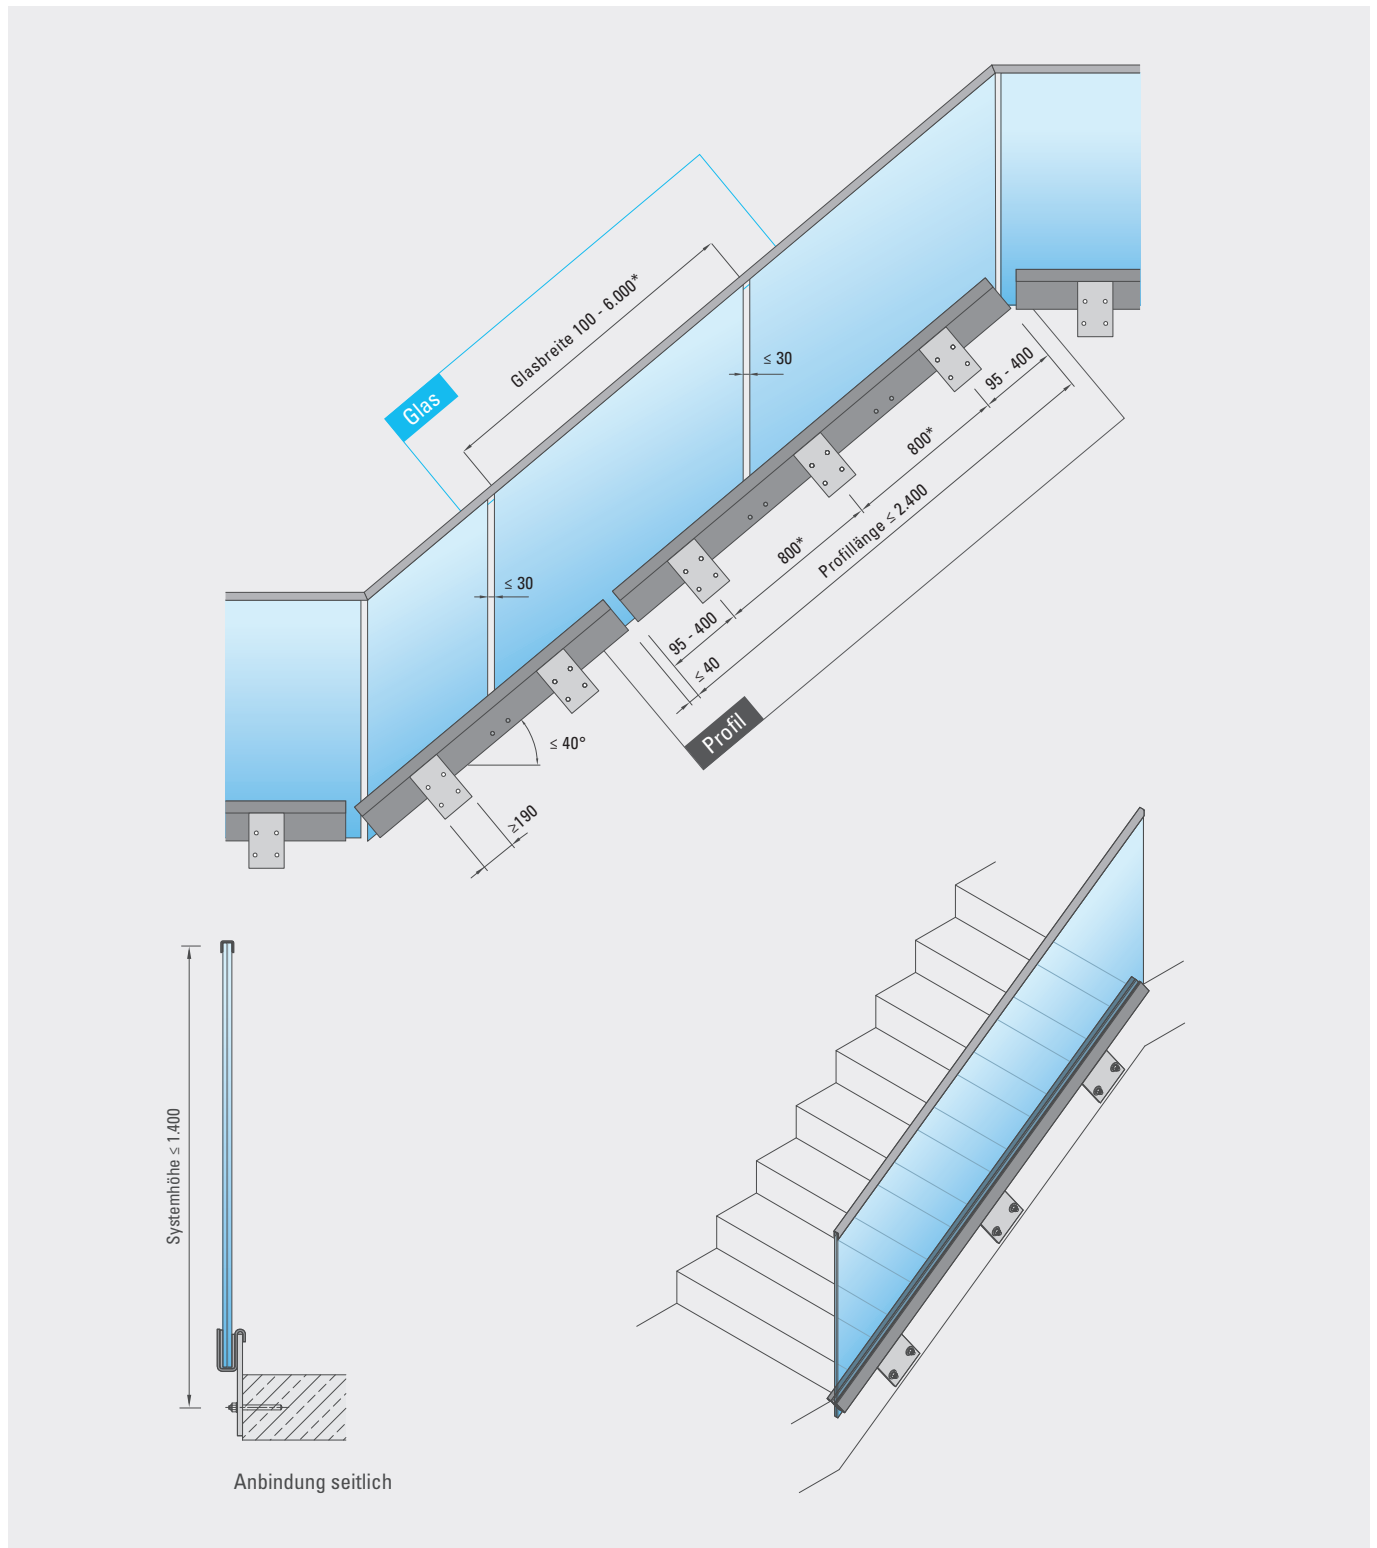 Glasbreite 100 - 6.000*
Glas
≤ 30
95 - 400
800*
Profillänge ≤ 2.400
800*
≤ 30
95 - 400
≤ 40
Profil
≤ 40°
≥190
Systemhöhe ≤ 1.400
Anbindung seitlich